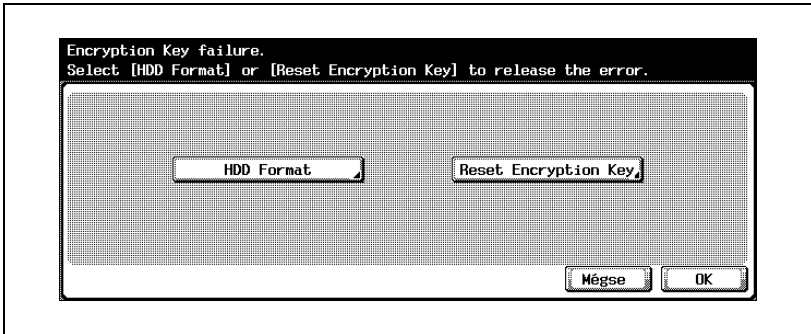 Encryption Key failure.
Select [HDD Format] or [Reset Encryption Key] to release the error.
HDD Format
Reset Encryption Key
Mégse
OK